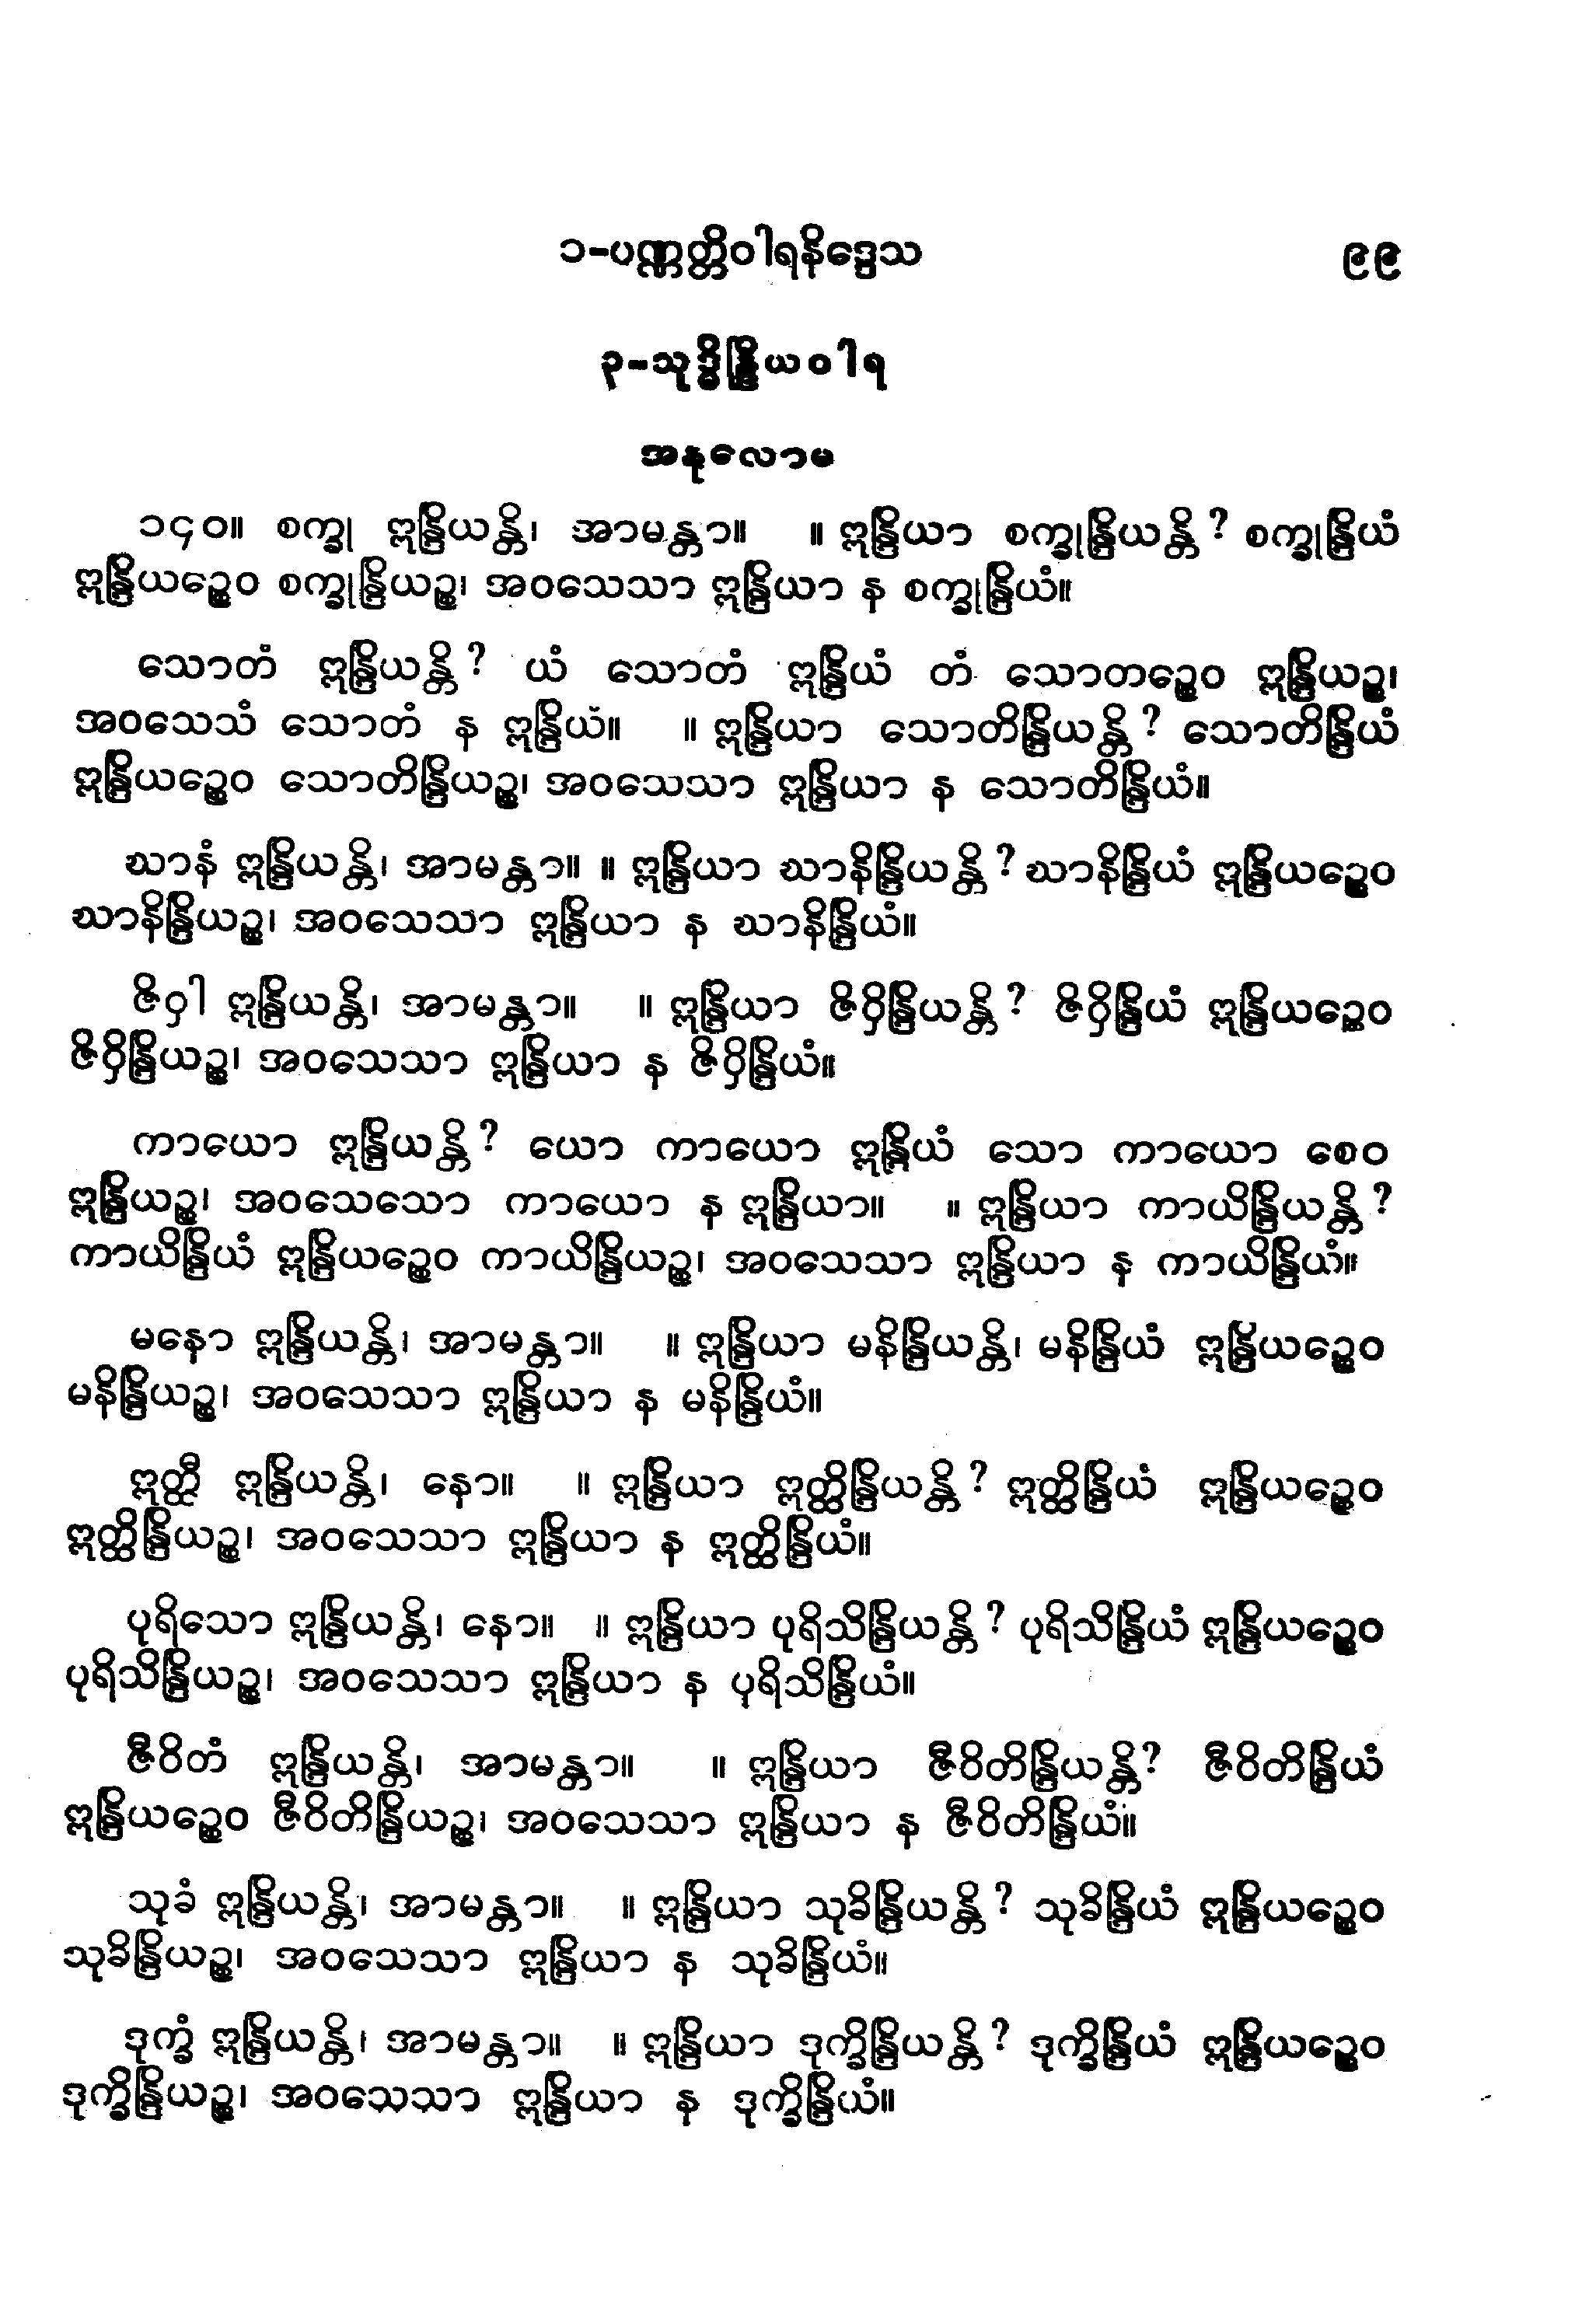 ၁-ပဏ္ဏတ္တိဝါရနိဒ္ဒေသ ၉၉
၃-သုဒ္ဓိန္ဒြိယဝါရ
အနုလောမ
၁၄၀။ စက္ခု ဣန္ဒြိယန္တိ၊ အာမန္တာ။ ။ ဣန္ဒြိယာ စက္ခုန္ဒြိယန္တိ? စက္ခုန္ဒြိယံ
ဣန္ဒြိယဉ္စေဝ စက္ခုန္ဒြိယဉ္စ၊ အဝသေသာ ဣန္ဒြိယာ န စက္ခုန္ဒြိယံ။
သောတံ ဣန္ဒြိယန္တိ? ယံ သောတံ ဣန္ဒြိယံ တံ သောတဉ္စေဝ ဣန္ဒြိယဉ္စ၊
အဝသေသံ သောတံ န ဣန္ဒြိယံ။ ။ ဣန္ဒြိယာ သောတိန္ဒြိယန္တိ? သောတိန္ဒြိယံ
ဣန္ဒြိယဉ္စေဝ သောတိန္ဒြိယဉ္စ၊ အဝသေသာ ဣန္ဒြိယာ န သောတိန္ဒြိယံ။
ဃာနံ ဣန္ဒြိယန္တိ၊ အာမန္တာ။ ။ ဣန္ဒြိယာ ဃာနိန္ဒြိယန္တိ? ဃာနိန္ဒြိယံ ဣန္ဒြိယဉ္စေဝ
ဃာနိန္ဒြိယဉ္စ၊ အဝသေသာ ဣန္ဒြိယာ န ဃာနိန္ဒြိယံ။
ဇိဝှါ ဣန္ဒြိယန္တိ၊ အာမန္တာ။ ။ ဣန္ဒြိယာ ဇိဝှိန္ဒြိယန္တိ? ဇိဝှိန္ဒြိယံ ဣန္ဒြိယဉ္စေဝ
ဇိဝှိန္ဒြိယဉ္စ၊ အဝသေသာ ဣန္ဒြိယာ န ဇိဝှိန္ဒြိယံ။
ကာယော ဣန္ဒြိယန္တိ? ယော ကာယော ဣန္ဒြိယံ သော ကာယော စေဝ
ဣန္ဒြိယဉ္စ၊ အဝသေသော ကာယော န ဣန္ဒြိယာ။ ။ ဣန္ဒြိယာ ကာယိန္ဒြိယန္တိ?
ကာယိန္ဒြိယံ ဣန္ဒြိယဉ္စေဝ ကာယိန္ဒြိယဉ္စ၊ အဝသေသာ ဣန္ဒြိယာ န ကာယိန္ဒြိယံ။
မနော ဣန္ဒြိယန္တိ၊ အာမန္တာ။ ။ ဣန္ဒြိယာ မနိန္ဒြိယန္တိ၊ မနိန္ဒြိယံ ဣန္ဒြိယဉ္စေဝ
မနိန္ဒြိယဉ္စ၊ အဝသေသာ ဣန္ဒြိယာ န မနိန္ဒြိယံ။
ဣတ္ထီ ဣန္ဒြိယန္တိ၊ နော။ ။ ဣန္ဒြိယာ ဣတ္ထိန္ဒြိယန္တိ? ဣတ္ထိန္ဒြိယံ ဣန္ဒြိယဉ္စေဝ
ဣတ္ထိန္ဒြိယဉ္စ၊ အဝသေသာ ဣန္ဒြိယာ န ဣတ္ထိန္ဒြိယံ။
ပုရိသော ဣန္ဒြိယန္တိ၊ နော။ ။ ဣန္ဒြိယာ ပုရိသိန္ဒြိယန္တိ? ပုရိသိန္ဒြိယံ ဣန္ဒြိယဉ္စေဝ
ပုရိသိန္ဒြိယဉ္စ၊ အဝသေသာ ဣန္ဒြိယာ န ပုရိသိန္ဒြိယံ။
ဇီဝိတံ ဣန္ဒြိယန္တိ၊ အာမန္တာ။ ။ ဣန္ဒြိယာ ဇီဝိတိန္ဒြိယန္တိ? ဇီဝိတိန္ဒြိယံ
ဣန္ဒြိယဉ္စေဝ ဇီဝိတိန္ဒြိယဉ္စ၊ အဝသေသာ ဣန္ဒြိယာ န ဇီဝိတိန္ဒြိယံ။
သုခံ ဣန္ဒြိယန္တိ၊ အာမန္တာ။ ။ ဣန္ဒြိယာ သုခိန္ဒြိယန္တိ? သုခိန္ဒြိယံ ဣန္ဒြိယဉ္စေဝ
သုခိန္ဒြိယဉ္စ၊ အဝသေသာ ဣန္ဒြိယာ န သုခိန္ဒြိယံ။
ဒုက္ခံ ဣန္ဒြိယန္တိ၊ အာမန္တာ။ ။ ဣန္ဒြိယာ ဒုက္ခိန္ဒြိယန္တိ? ဒုက္ခိန္ဒြိယံ ဣန္ဒြိယဉ္စေဝ
ဒုက္ခိန္ဒြိယဉ္စ၊ အဝသေသာ ဣန္ဒြိယာ န ဒုက္ခိန္ဒြိယံ။